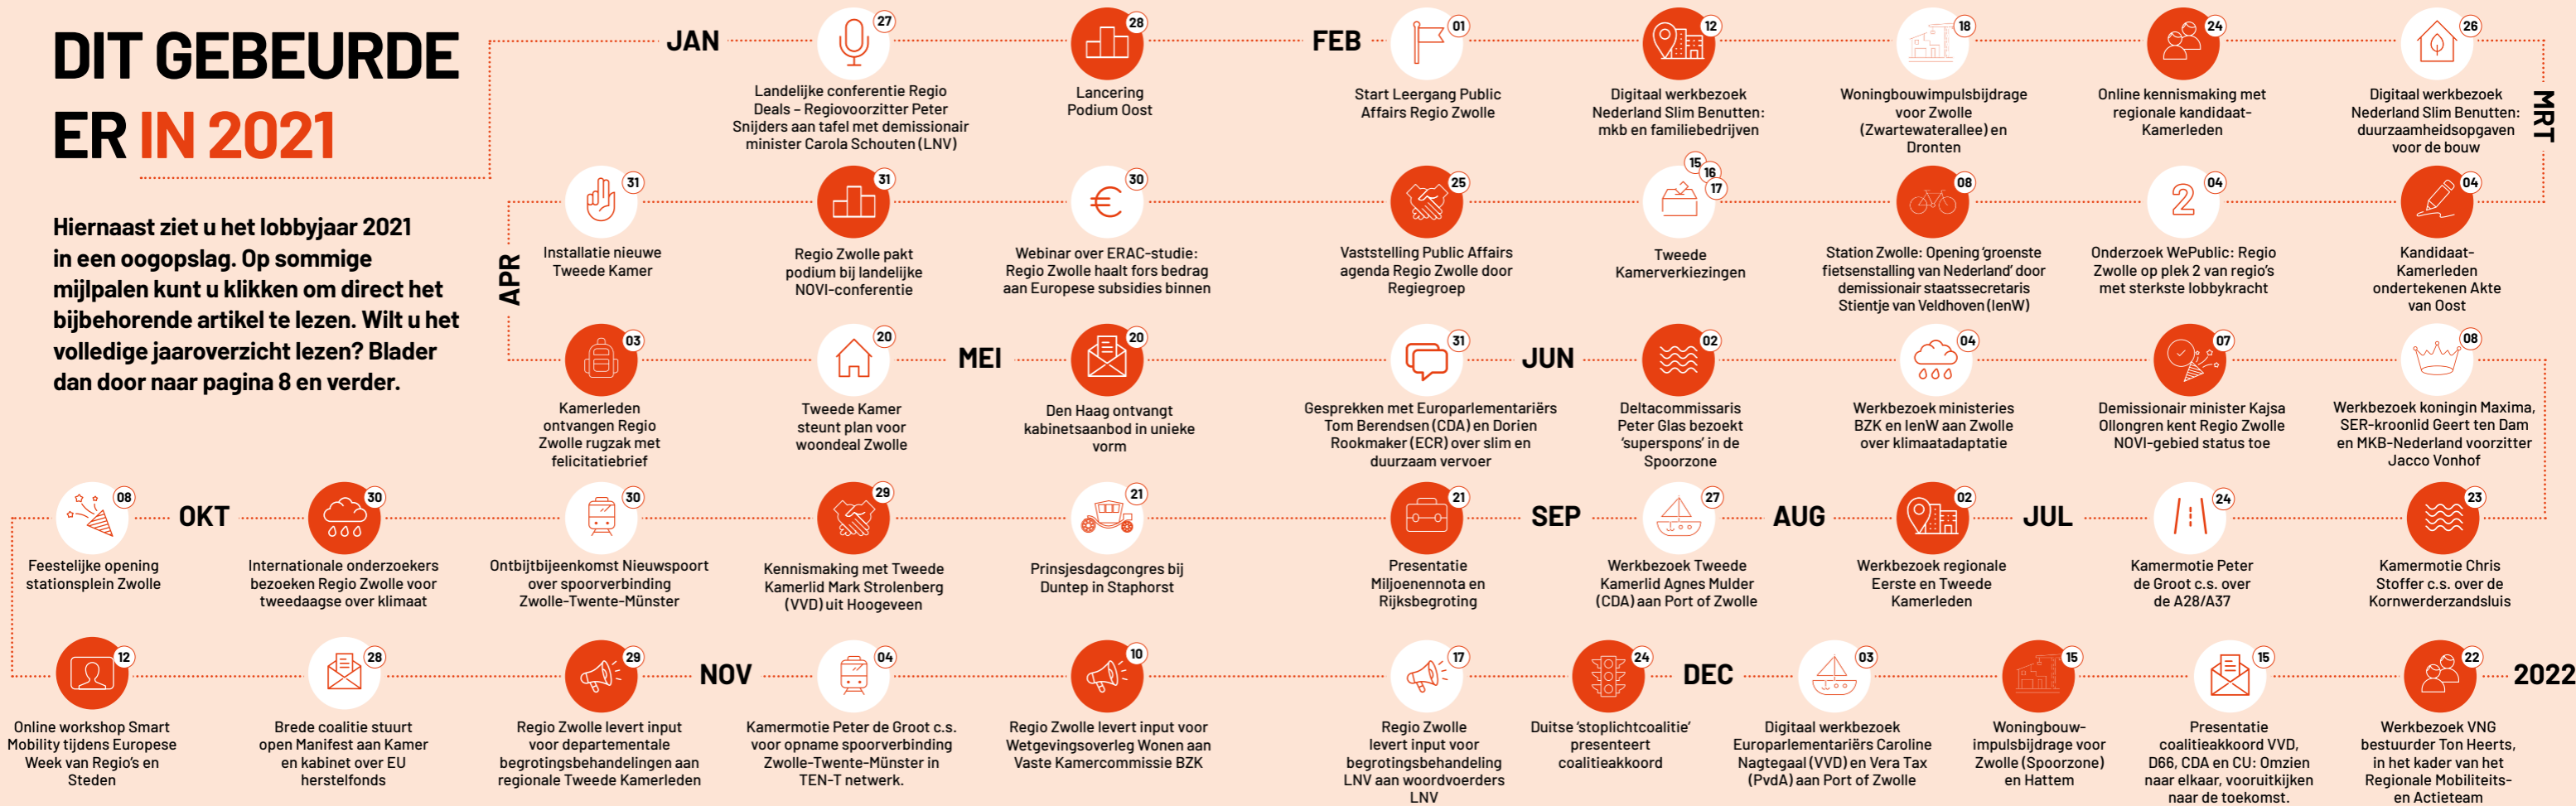 DIT GEBEURDE
ER IN 2021
Hiernaast ziet u het lobbyjaar 2021
in een oogopslag. Op sommige
mijlpalen kunt u klikken om direct het
bijbehorende artikel te lezen. Wilt u het
volledige jaaroverzicht lezen? Blader
dan door naar pagina 8 en verder.
JAN
27
Landelijke conferentie Regio
Deals – Regiovoorzitter Peter
Snijders aan tafel met demissionair
minister Carola Schouten (LNV)
28
Lancering
Podium Oost
FEB
01
Start Leergang Public
Affairs Regio Zwolle
12
Digitaal werkbezoek
Nederland Slim Benutten:
mkb en familiebedrijven
18
Woningbouwimpulsbijdrage
voor Zwolle
(Zwartewaterallee) en
Dronten
24
Online kennismaking met
regionale kandidaat-
Kamerleden
26
Digitaal werkbezoek
Nederland Slim Benutten:
duurzaamheidsopgaven
voor de bouw
MRT
04
Kandidaat-
Kamerleden
ondertekenen Akte
van Oost
2
04
Onderzoek WePublic: Regio
Zwolle op plek 2 van regio's
met sterkste lobbykracht
08
Station Zwolle: Opening 'groenste
fietsenstalling van Nederland' door
demissionair staatssecretaris
Stientje van Veldhoven (IenW)
15
16
17
Tweede
Kamerverkiezingen
25
Vaststelling Public Affairs
agenda Regio Zwolle door
Regiegroep
€
30
Webinar over ERAC-studie:
Regio Zwolle haalt fors bedrag
aan Europese subsidies binnen
31
Regio Zwolle pakt
podium bij landelijke
NOVI-conferentie
31
Installatie nieuwe
Tweede Kamer
APR
03
Kamerleden
ontvangen Regio
Zwolle rugzak met
felicitatiebrief
20
Tweede Kamer
steunt plan voor
woondeal Zwolle
MEI
20
Den Haag ontvangt
kabinetsaanbod in unieke
vorm
31
Gesprekken met Europarlementariërs
Tom Berendsen (CDA) en Dorien
Rookmaker (ECR) over slim en
duurzaam vervoer
JUN
02
Deltacommissaris
Peter Glas bezoekt
'superspons' in de
Spoorzone
04
Werkbezoek ministeries
BZK en IenW aan Zwolle
over klimaatadaptatie
07
Demissionair minister Kajsa
Ollongren kent Regio Zwolle
NOVI-gebied status toe
08
Werkbezoek koningin Maxima,
SER-kroonlid Geert ten Dam
en MKB-Nederland voorzitter
Jacco Vonhof
23
Kamermotie Chris
Stoffer c.s. over de
Kornwerderzandsluis
24
Kamermotie Peter
de Groot c.s. over
de A28/A37
JUL
02
Werkbezoek regionale
Eerste en Tweede
Kamerleden
AUG
27
Werkbezoek Tweede
Kamerlid Agnes Mulder
(CDA) aan Port of Zwolle
SEP
21
Presentatie
Miljoenennota en
Rijksbegroting
21
Prinsjesdagcongres bij
Duntep in Staphorst
29
Kennismaking met Tweede
Kamerlid Mark Strolenberg
(VVD) uit Hoogeveen
30
Ontbijtbijeenkomst Nieuwspoort
over spoorverbinding
Zwolle-Twente-Münster
30
Internationale onderzoekers
bezoeken Regio Zwolle voor
tweedaagse over klimaat
OKT
08
Feestelijke opening
stationsplein Zwolle
12
Online workshop Smart
Mobility tijdens Europese
Week van Regio's en
Steden
28
Brede coalitie stuurt
open Manifest aan Kamer
en kabinet over EU
herstelfonds
29
Regio Zwolle levert input
voor departementale
begrotingsbehandelingen aan
regionale Tweede Kamerleden
NOV
04
Kamermotie Peter de Groot c.s.
voor opname spoorverbinding
Zwolle-Twente-Münster in
TEN-T netwerk.
10
Regio Zwolle levert input voor
Wetgevingsoverleg Wonen aan
Vaste Kamercommissie BZK
17
Regio Zwolle
levert input voor
begrotingsbehandeling
LNV aan woordvoerders
LNV
24
Duitse 'stoplichtcoalitie'
presenteert
coalitieakkoord
DEC
03
Digitaal werkbezoek
Europarlementariërs Caroline
Nagtegaal (VVD) en Vera Tax
(PvdA) aan Port of Zwolle
15
Woningbouw-
impulsbijdrage voor
Zwolle (Spoorzone)
en Hattem
15
Presentatie
coalitieakkoord VVD,
D66, CDA en CU: Omzien
naar elkaar, vooruitkijken
naar de toekomst.
22
Werkbezoek VNG
bestuurder Ton Heerts,
in het kader van het
Regionale Mobiliteits-
en Actieteam
2022